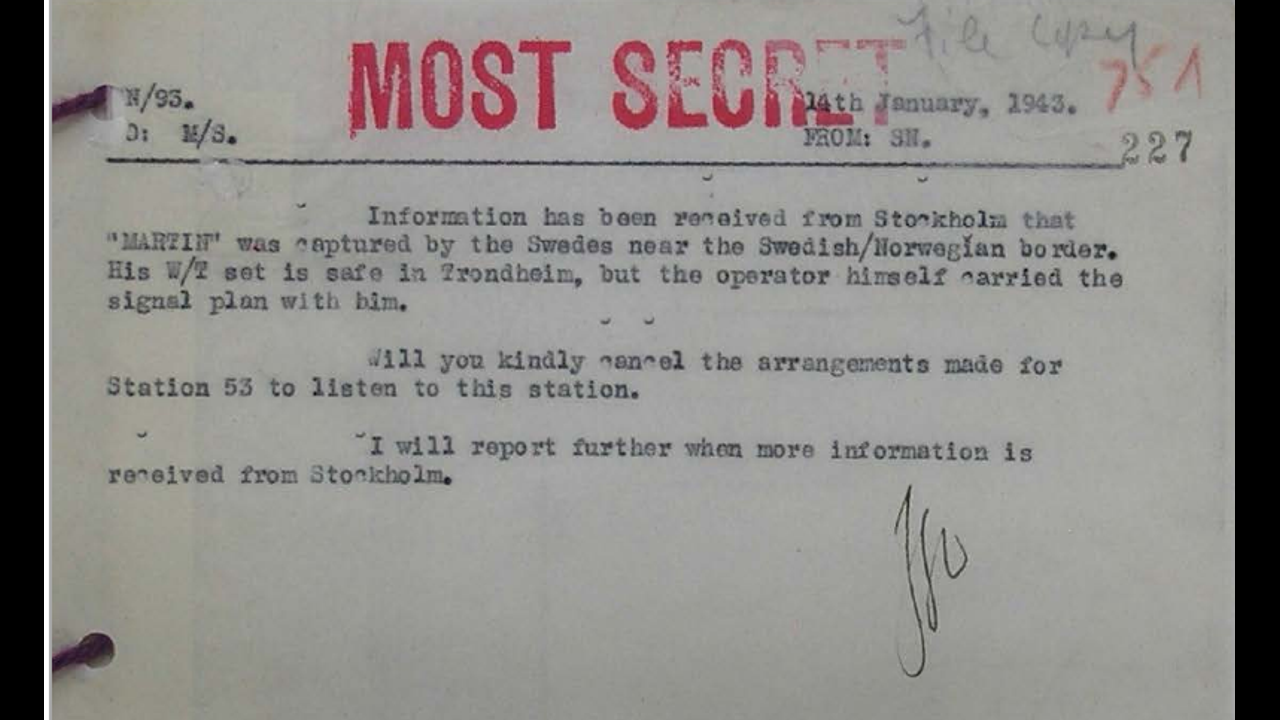 File Copy
MOST SECRET
751
N/93.
14th January, 1943.
O: M/S.
FROM: SN.
227
Information has been received from Stockholm that
"MARTIN" was captured by the Swedes near the Swedish/Norwegian border.
His W/T set is safe in Trondheim, but the operator himself carried the
signal plan with him.
Will you kindly cancel the arrangements made for
Station 53 to listen to this station.
I will report further when more information is
received from Stockholm.